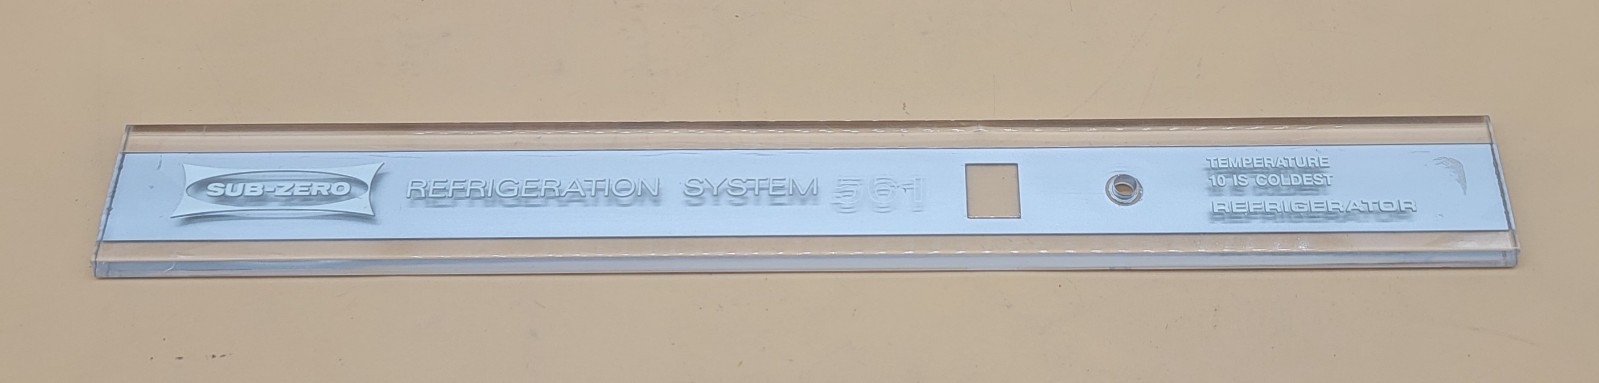 SUB-ZERO REFRIGERATION SYSTEM 561
TEMPERATURE
10 IS COLDEST
REFRIGERATOR